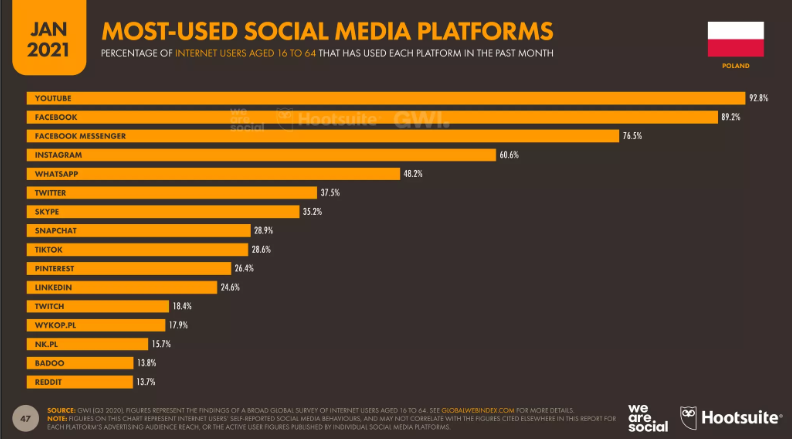 JAN
2021
MOST-USED SOCIAL MEDIA PLATFORMS
PERCENTAGE OF INTERNET USERS AGED 16 TO 64 THAT HAS USED EACH PLATFORM IN THE PAST MONTH
POLAND
YOUTUBE 92.8%
FACEBOOK 89.2%
we are social Hootsuite GWI.
FACEBOOK MESSENGER 76.5%
INSTAGRAM 60.6%
WHATSAPP 48.2%
TWITTER 37.5%
SKYPE 35.2%
SNAPCHAT 28.9%
TIKTOK 28.6%
PINTEREST 26.4%
LINKEDIN 24.6%
TWITCH 18.4%
WYKOP.PL 17.9%
NK.PL 15.7%
BADOO 13.8%
REDDIT 13.7%
47
SOURCE: GWI (Q3 2020). FIGURES REPRESENT THE FINDINGS OF A BROAD GLOBAL SURVEY OF INTERNET USERS AGED 16 TO 64. SEE GLOBALWEBINDEX.COM FOR MORE DETAILS.
NOTE: FIGURES ON THIS CHART REPRESENT INTERNET USERS' SELF-REPORTED SOCIAL MEDIA BEHAVIOURS, AND MAY NOT CORRELATE WITH THE FIGURES CITED ELSEWHERE IN THIS REPORT FOR
EACH PLATFORM'S ADVERTISING AUDIENCE REACH, OR THE ACTIVE USER FIGURES PUBLISHED BY INDIVIDUAL SOCIAL MEDIA PLATFORMS.
we
are
social
Hootsuite